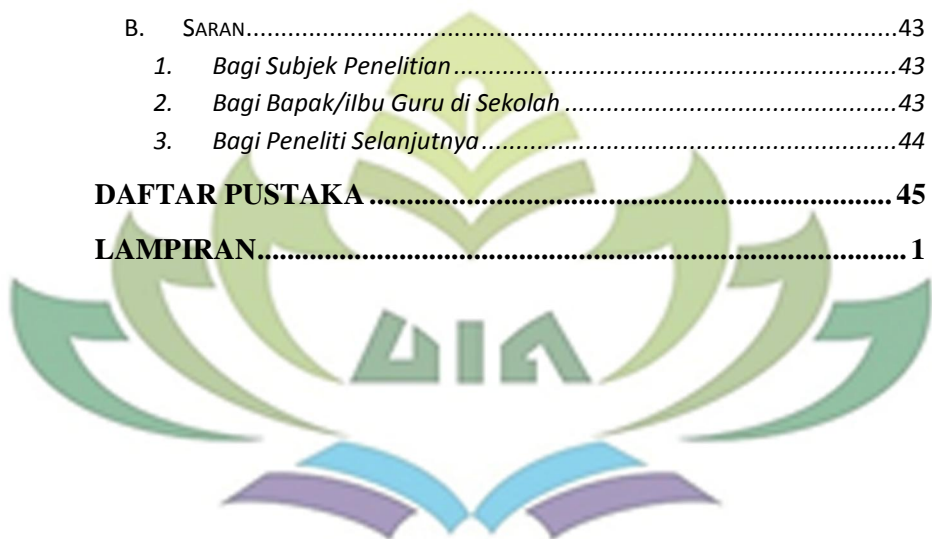 B. SARAN....................................................................................................43
1. Bagi Subjek Penelitian....................................................................43
2. Bagi Bapak/iIbu Guru di Sekolah...................................................43
3. Bagi Peneliti Selanjutnya................................................................44
DAFTAR PUSTAKA.............................................................................. 45
LAMPIRAN................................................................................................ 1
UIN